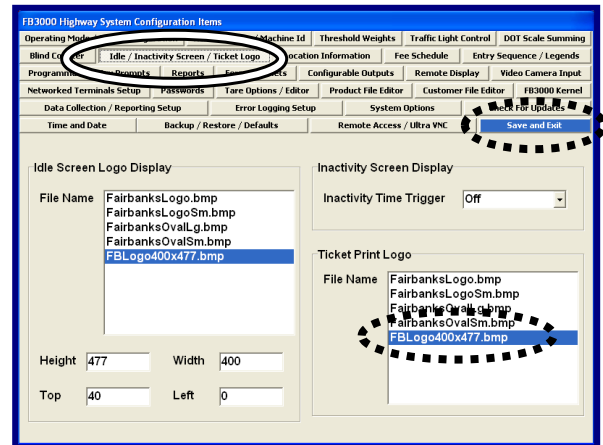 FB3000 Highway System Configuration Items
Operating Mode / Machine Id Threshold Weights Traffic Light Control DOT Scale Summing
Blind Idle / Inactivity Screen / Ticket Logo Information Fee Schedule Entry Sequence / Legends
Prompts Reports Configurable Outputs Remote Display Video Camera Input
Networked Terminals Setup Passwords Tare Options / Editor Product File Editor Customer File Editor FB3000 Kernel
Data Collection / Reporting Setup Error Logging Setup System Options Check For Updates
Time and Date Backup / Restore / Defaults Remote Access / Ultra VNC Save and Exit
Idle Screen Logo Display
File Name
FairbanksLogo.bmp
FairbanksLogoSm.bmp
FairbanksOvalLg.bmp
FairbanksOvalSm.bmp
FBLogo400x477.bmp
Height 477 Width 400
Top 40 Left 0
Inactivity Screen Display
Inactivity Time Trigger Off
Ticket Print Logo
File Name
FairbanksLogo.bmp
FairbanksLogoSm.bmp
FairbanksOvalLg.bmp
FairbanksOvalSm.bmp
FBLogo400x477.bmp